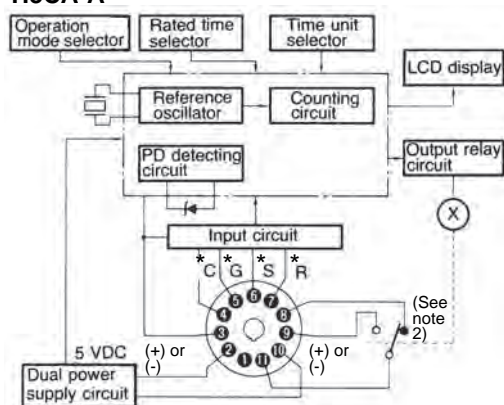 Operation
mode selector
Rated time
selector
Time unit
selector
LCD display
Reference
oscillator
Counting
circuit
PD detecting
circuit
Output relay
circuit
X
Input circuit
* C * G * S * R
4 5 6 7 8
3 9
2 1 11 10
(See
note
2)
5 VDC
(+) or
(-)
(+) or
(-)
Dual power
supply circuit